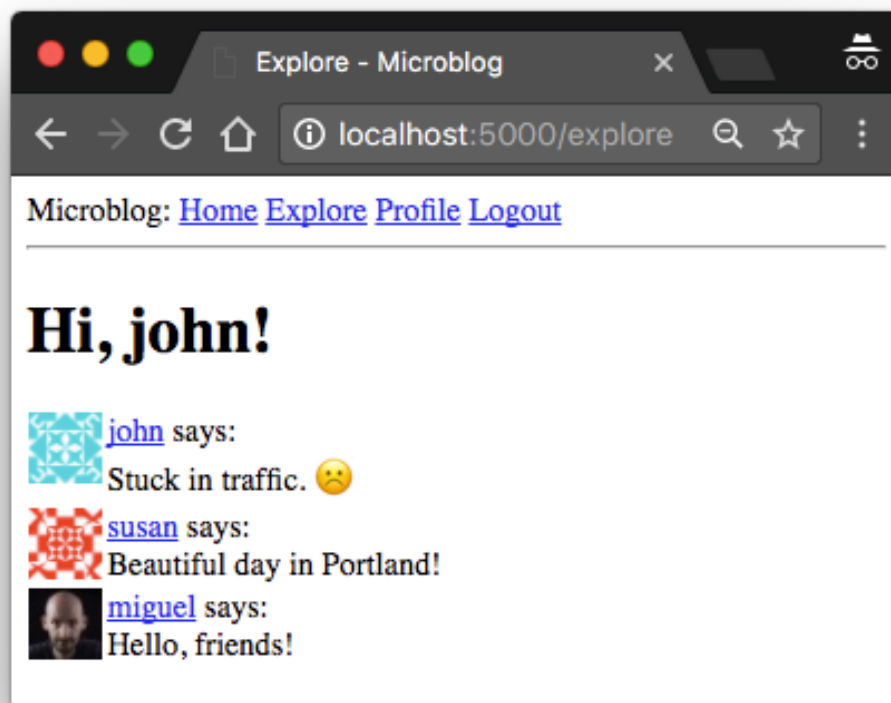 Explore - Microblog
localhost:5000/explore
Microblog: Home Explore Profile Logout
Hi, john!
john says:
Stuck in traffic. ☹️
susan says:
Beautiful day in Portland!
miguel says:
Hello, friends!